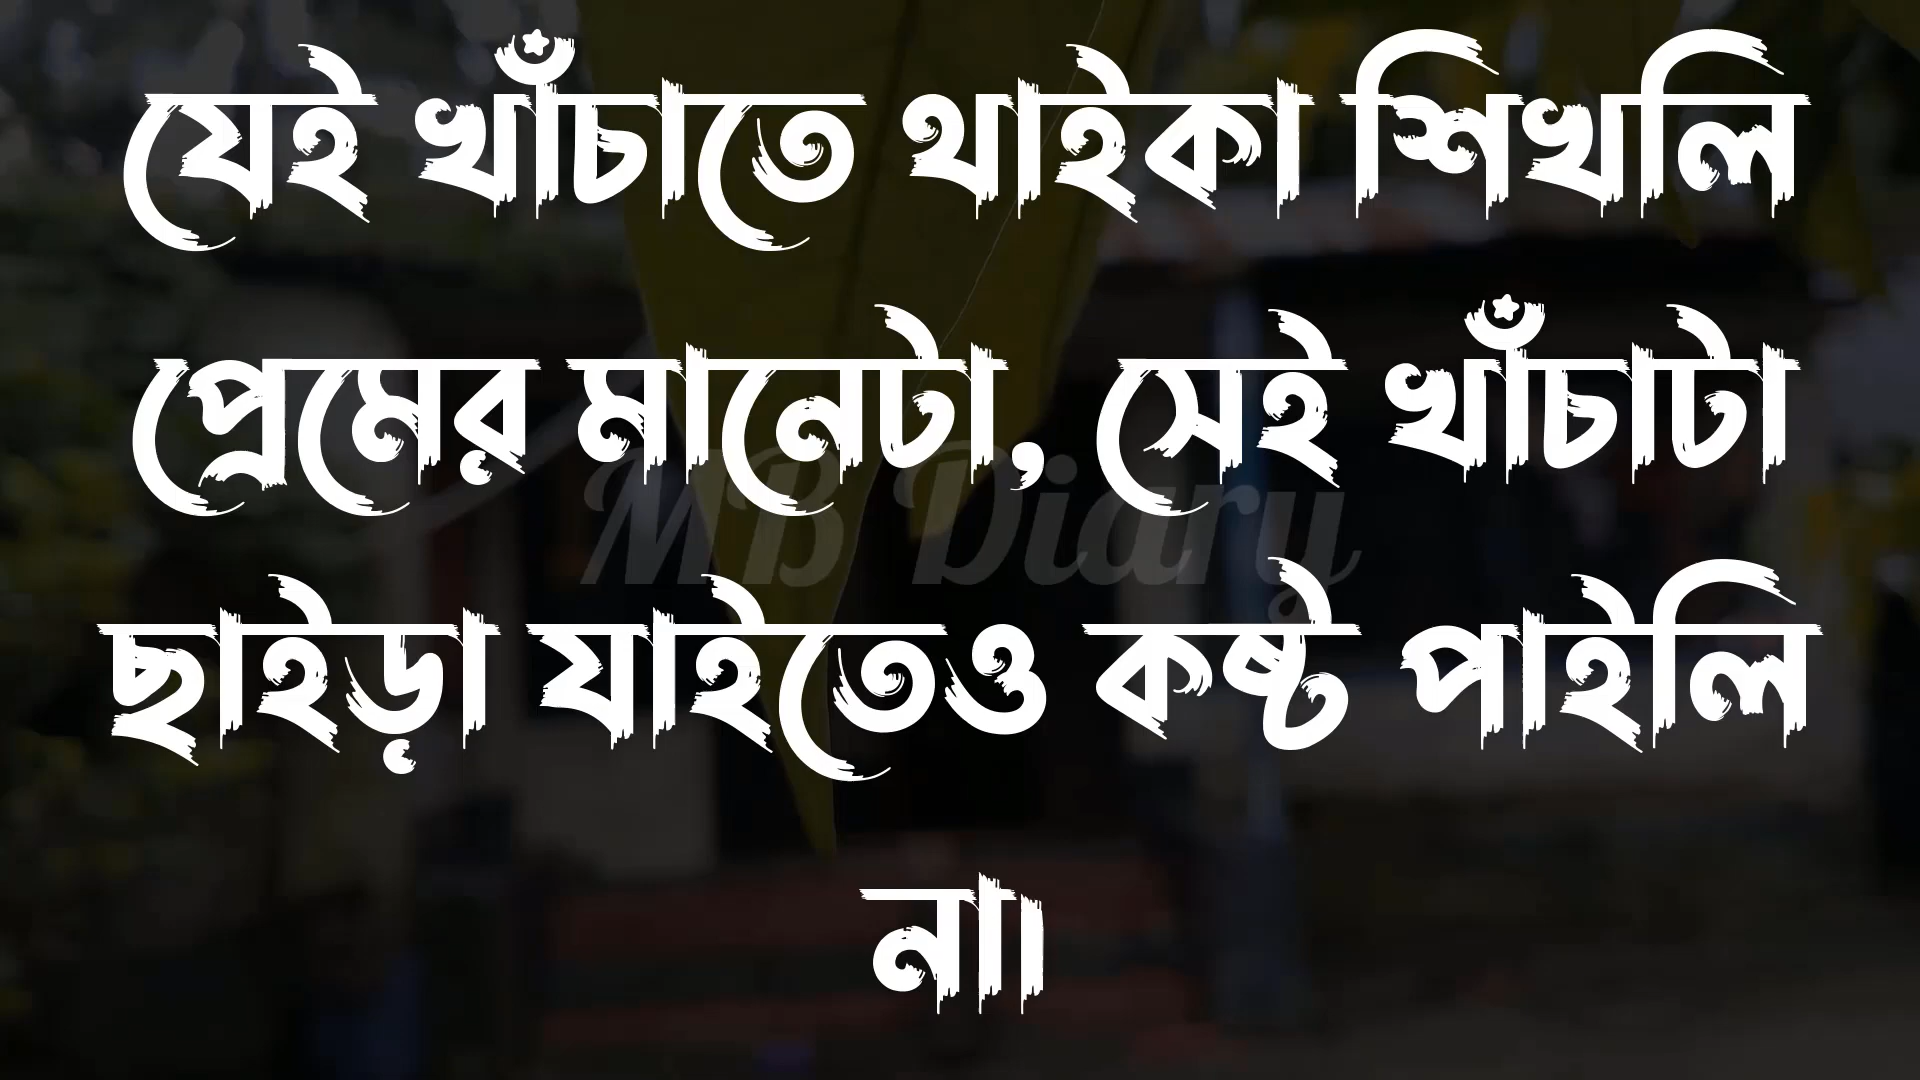 যেই খাঁচাতে থাইকা শিখলি
প্রেমের মানেটা, সেই খাঁচাটা
MB Diary
ছাইড়া যাইতেও কষ্ট পাইলি
না।